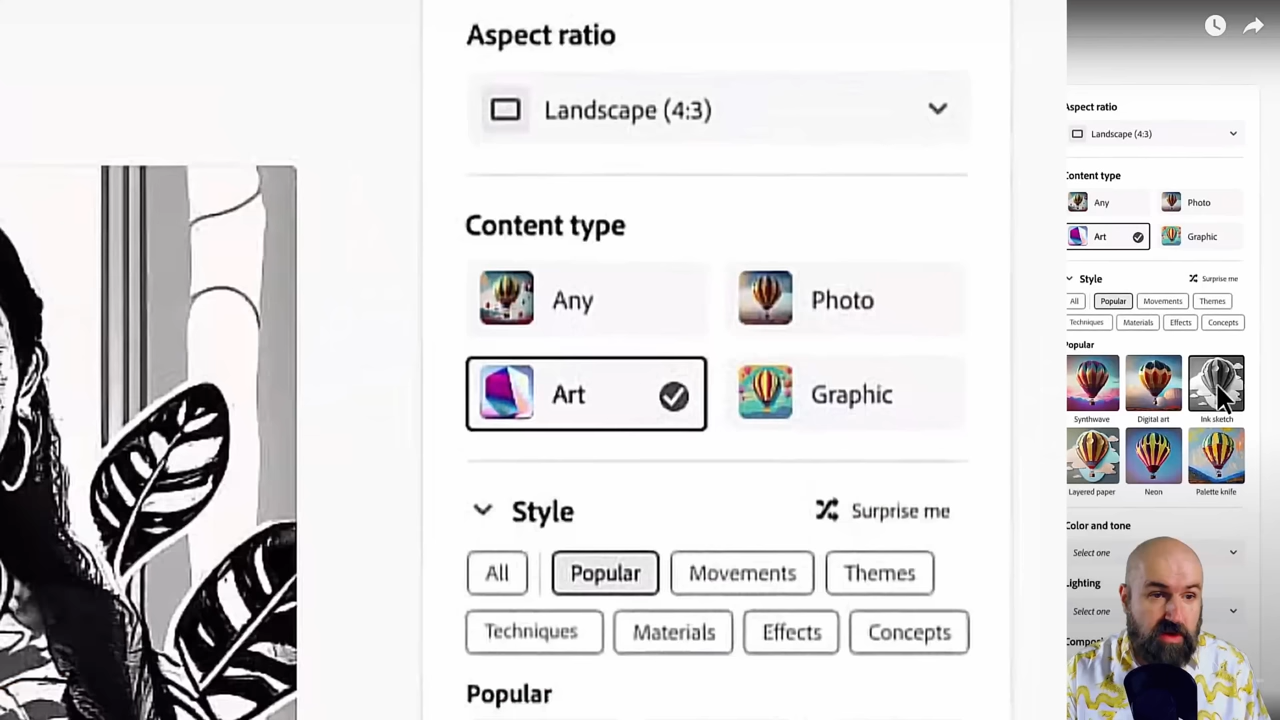 Aspect ratio
Landscape (4:3)
Content type
Any
Photo
Art
Graphic
Style
Surprise me
All
Popular
Movements
Themes
Techniques
Materials
Effects
Concepts
Popular
Aspect ratio
Landscape (4:3)
Content type
Any
Photo
Art
Graphic
Style
Surprise me
All
Popular
Movements
Themes
Techniques
Materials
Effects
Concepts
Popular
Synthwave
Digital art
Ink sketch
Layered paper
Neon
Palette knife
Color and tone
Select one
Lighting
Select one